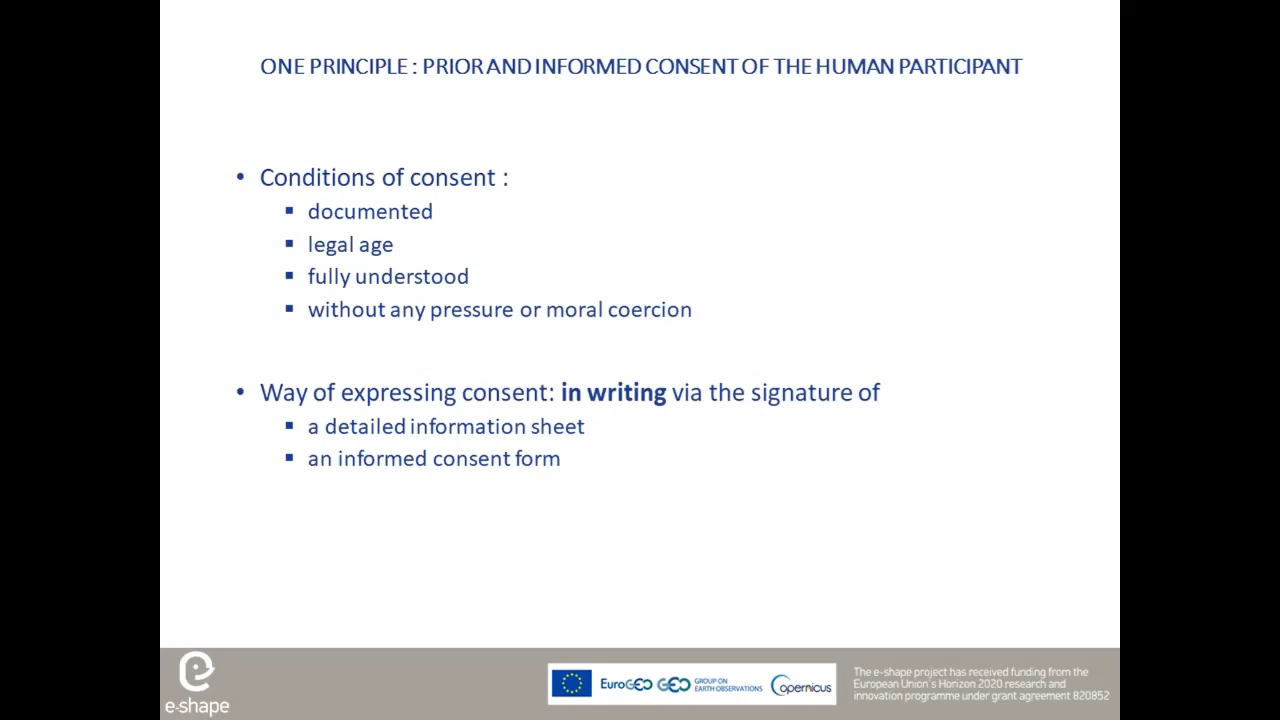 ONE PRINCIPLE : PRIOR AND INFORMED CONSENT OF THE HUMAN PARTICIPANT
• Conditions of consent :
▪ documented
▪ legal age
▪ fully understood
▪ without any pressure or moral coercion
• Way of expressing consent: in writing via the signature of
▪ a detailed information sheet
▪ an informed consent form
e-shape
EuroGEO
GEO
GROUP ON
EARTH OBSERVATIONS
Copernicus
The e-shape project has received funding from the
European Union's Horizon 2020 research and
innovation programme under grant agreement 820852